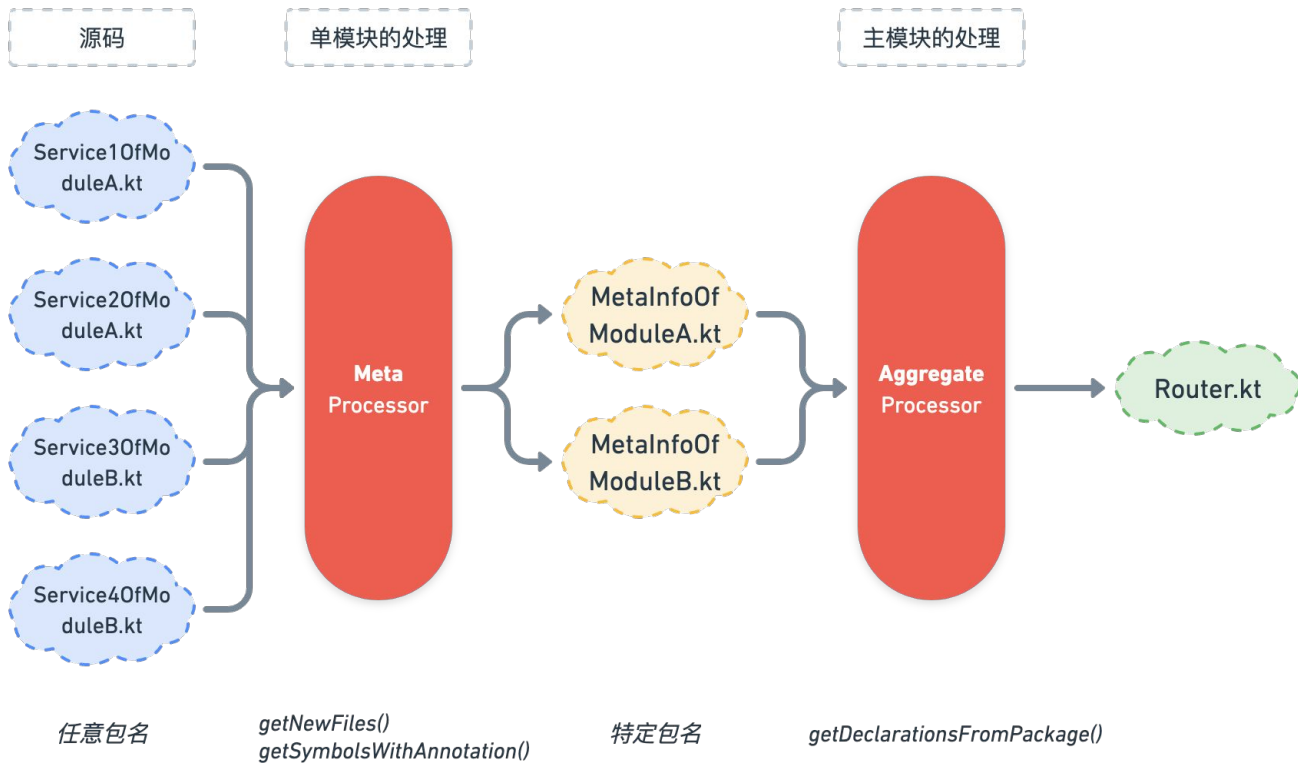 源码
单模块的处理
主模块的处理
Service1OfMo
duleA.kt
Service2OfMo
duleA.kt
Service3OfMo
duleB.kt
Service4OfMo
duleB.kt
Meta
Processor
MetaInfoOf
ModuleA.kt
MetaInfoOf
ModuleB.kt
Aggregate
Processor
Router.kt
任意包名
getNewFiles()
getSymbolsWithAnnotation()
特定包名
getDeclarationsFromPackage()